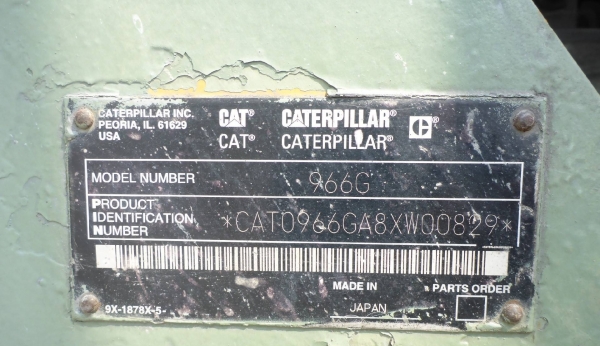 CATERPILLAR INC. CAT® CATERPILLAR® C
PEORIA, IL. 61629
USA CAT® CATERPILLAR®
MODEL NUMBER 966G
PRODUCT
IDENTIFICATION *CAT0966GA8XW00829*
NUMBER
MADE IN PARTS ORDER
9X-1878X-5- JAPAN